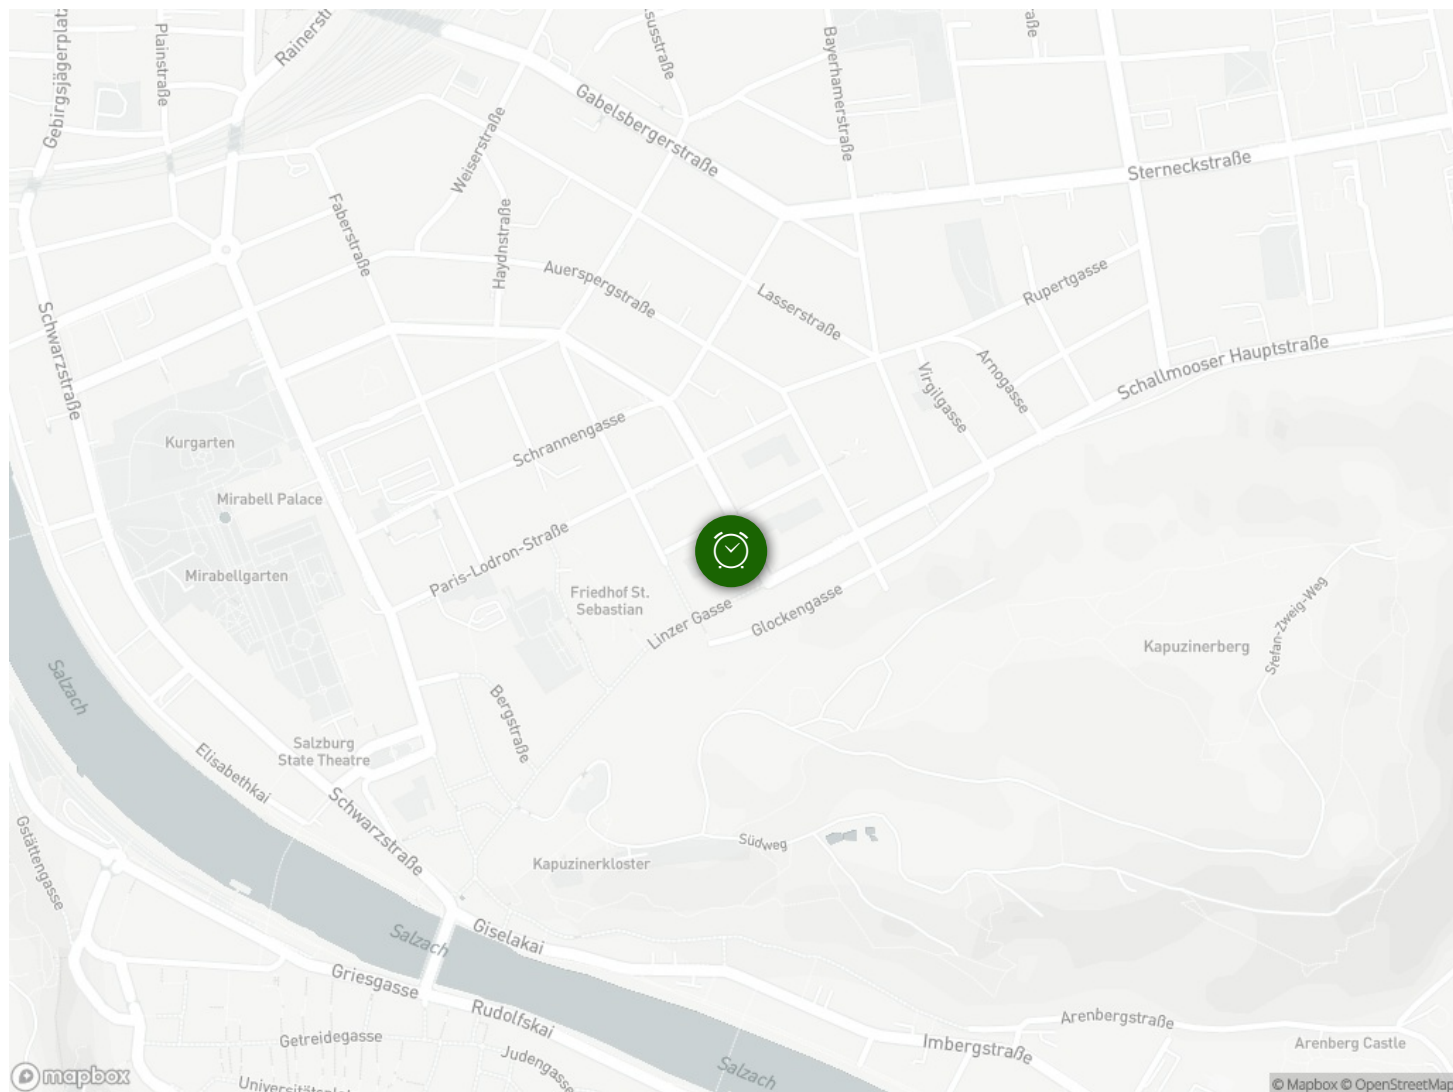 Gebirgsjägerplatz
Plainstraße
Rainerstr
Bayerhamerstraße
raße
Gabelsbergerstraße
Sterneckstraße
Weiserstraße
Faberstraße
Haydnstraße
Auerspergstraße
Lasserstraße
Rupertgasse
Schwarzstraße
Arnogasse
Virgilgasse
Schallmooser Hauptstraße
Kurgarten
Schrannengasse
Mirabell Palace
Paris-Lodron-Straße
Mirabellgarten
Friedhof St.
Sebastian
Linzer Gasse
Glockengasse
Stefan-Zweig-Weg
Kapuzinerberg
Salzach
Bergstraße
Salzburg
State Theatre
Elisabethkai
Schwarzstraße
Südweg
Gstättengasse
Kapuzinerkloster
Salzach
Giselakai
Griesgasse
Rudolfskai
Getreidegasse
Judengasse
Arenbergstraße
Imbergstraße
Arenberg Castle
Salzach
mapbox
© Mapbox © OpenStreetMap